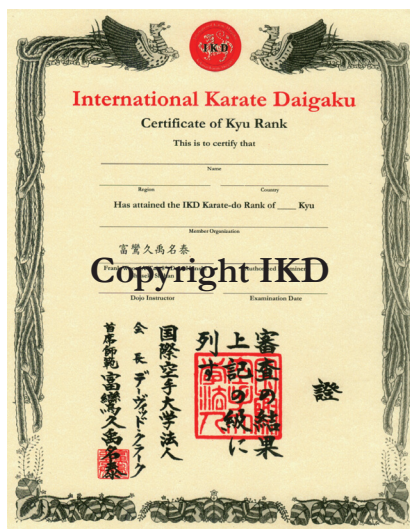 IKD
International Karate Daigaku
Certificate of Kyu Rank
This is to certify that
Name
Region Country
Has attained the IKD Karate-do Rank of ____ Kyu
Member Organization
富鷺久禹名泰
Copyright IKD
Dojo Instructor Examination Date
證
審査の結果
上記の級に
列す
国際空手大学法人
会長
首席師範 富鷺久禹名泰